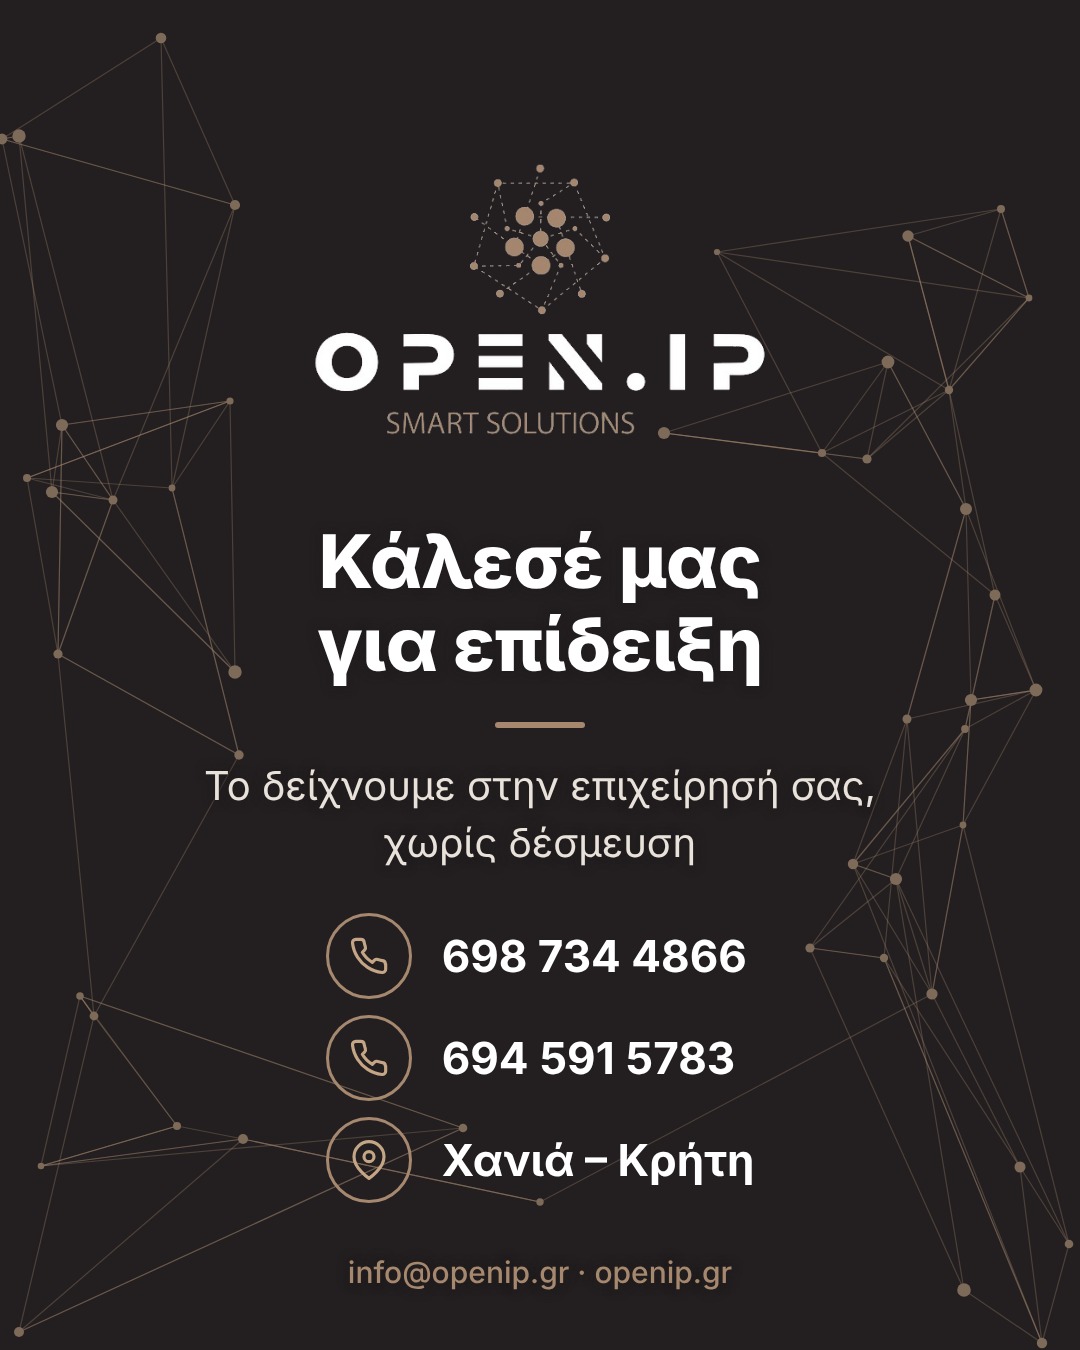 OPEN.IP
SMART SOLUTIONS
Κάλεσέ μας
για επίδειξη
Το δείχνουμε στην επιχείρησή σας,
χωρίς δέσμευση
698 734 4866
694 591 5783
Χανιά – Κρήτη
info@openip.gr · openip.gr